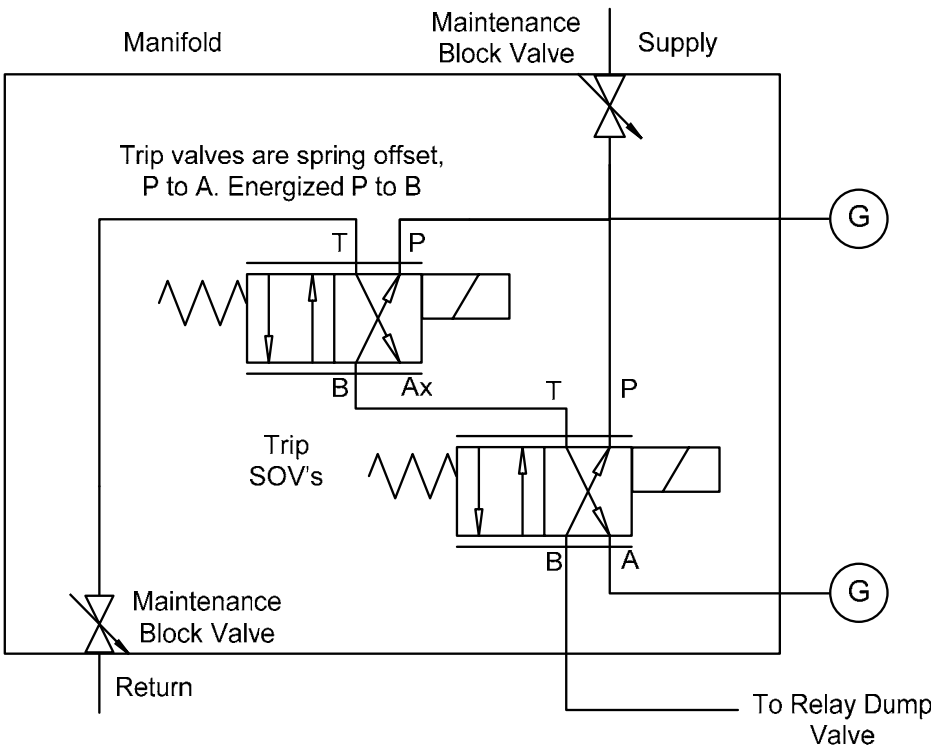 Manifold
Maintenance
Block Valve
Supply
Trip valves are spring offset,
P to A. Energized P to B
G
T
P
B
Ax
T
P
Trip
SOV's
B
A
G
Maintenance
Block Valve
Return
To Relay Dump
Valve